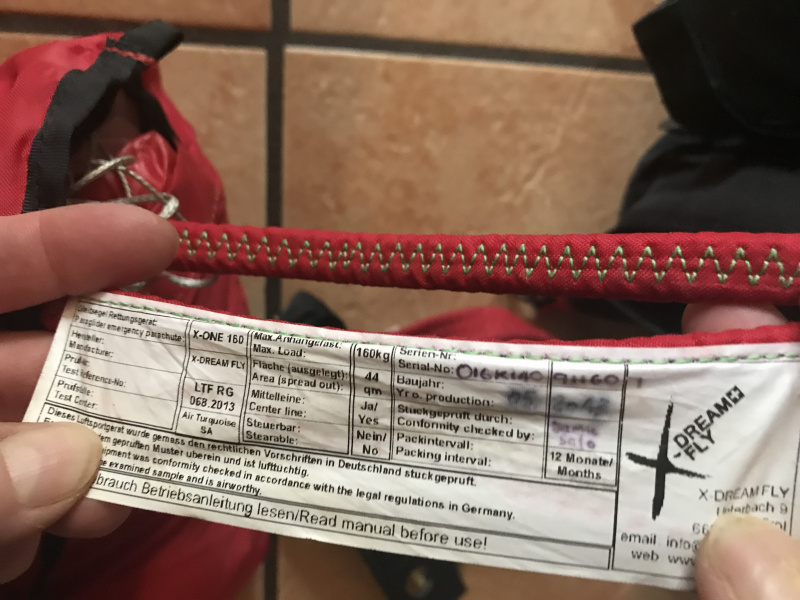 Rettungsgerät:
Paraglider emergency parachute
Hersteller:
Manufacturer:
Test reference-No:
Prüfstelle:
Test Center:
X-ONE 160
X-DREAM FLY
LTF RG
068.2013
Air Turquoise
SA
Max.Anhängelast:
Max. Load:
Fläche (ausgelegt):
Area (spread out):
Mittelleine:
Center line:
Steuerbar:
Stearable:
160kg
44
qm
Ja/
Yes
Nein/
No
Serien-Nr:
Serial-No:
Baujahr:
Yro. production:
Stückgeprüft durch:
Conformity checked by:
Packintervall:
Packing interval:
12 Monate/
Months
Dieses Luftsportgerät wurde gemäss den rechtlichen Vorschriften in Deutschland stückgeprüft.
dem geprüften Muster überein und ist lufttüchtig.
equipment was conformity checked in accordance with the legal regulations in Germany.
examined sample and is airworthy.
Betriebsanleitung lesen/Read manual before use!
X-DREAM
FLY
X-DREAMFLY
email
web